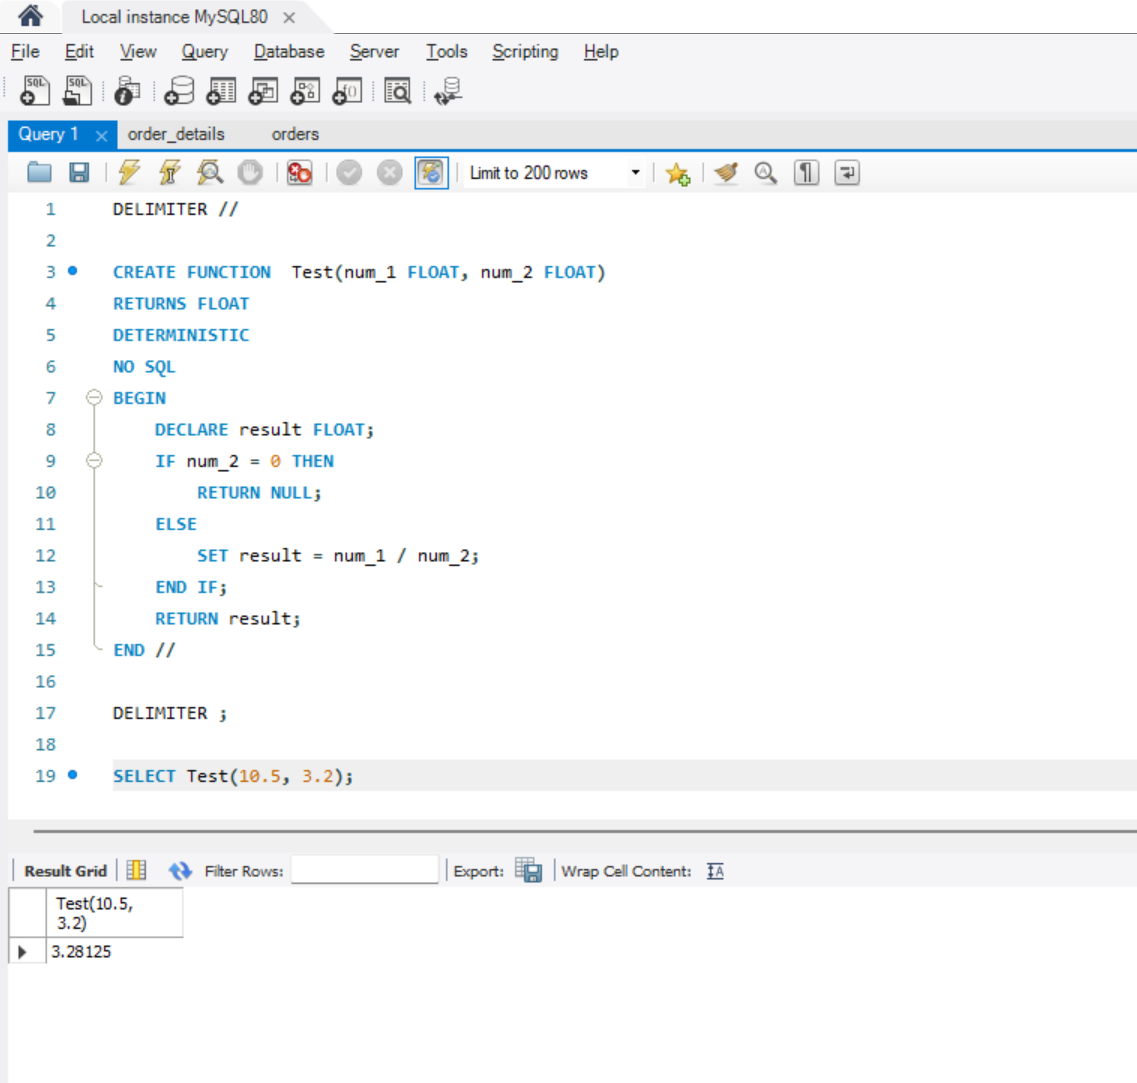 Local instance MySQL80
File Edit View Query Database Server Tools Scripting Help
SQL SQL f()
Query 1 order_details orders
Limit to 200 rows
1 DELIMITER //
2
3 CREATE FUNCTION  Test(num_1 FLOAT, num_2 FLOAT)
4 RETURNS FLOAT
5 DETERMINISTIC
6 NO SQL
7 BEGIN
8     DECLARE result FLOAT;
9     IF num_2 = 0 THEN
10         RETURN NULL;
11     ELSE
12         SET result = num_1 / num_2;
13     END IF;
14     RETURN result;
15 END //
16
17 DELIMITER ;
18
19 SELECT Test(10.5, 3.2);
Result Grid Filter Rows: Export: Wrap Cell Content: IA
Test(10.5,
3.2)
3.28125